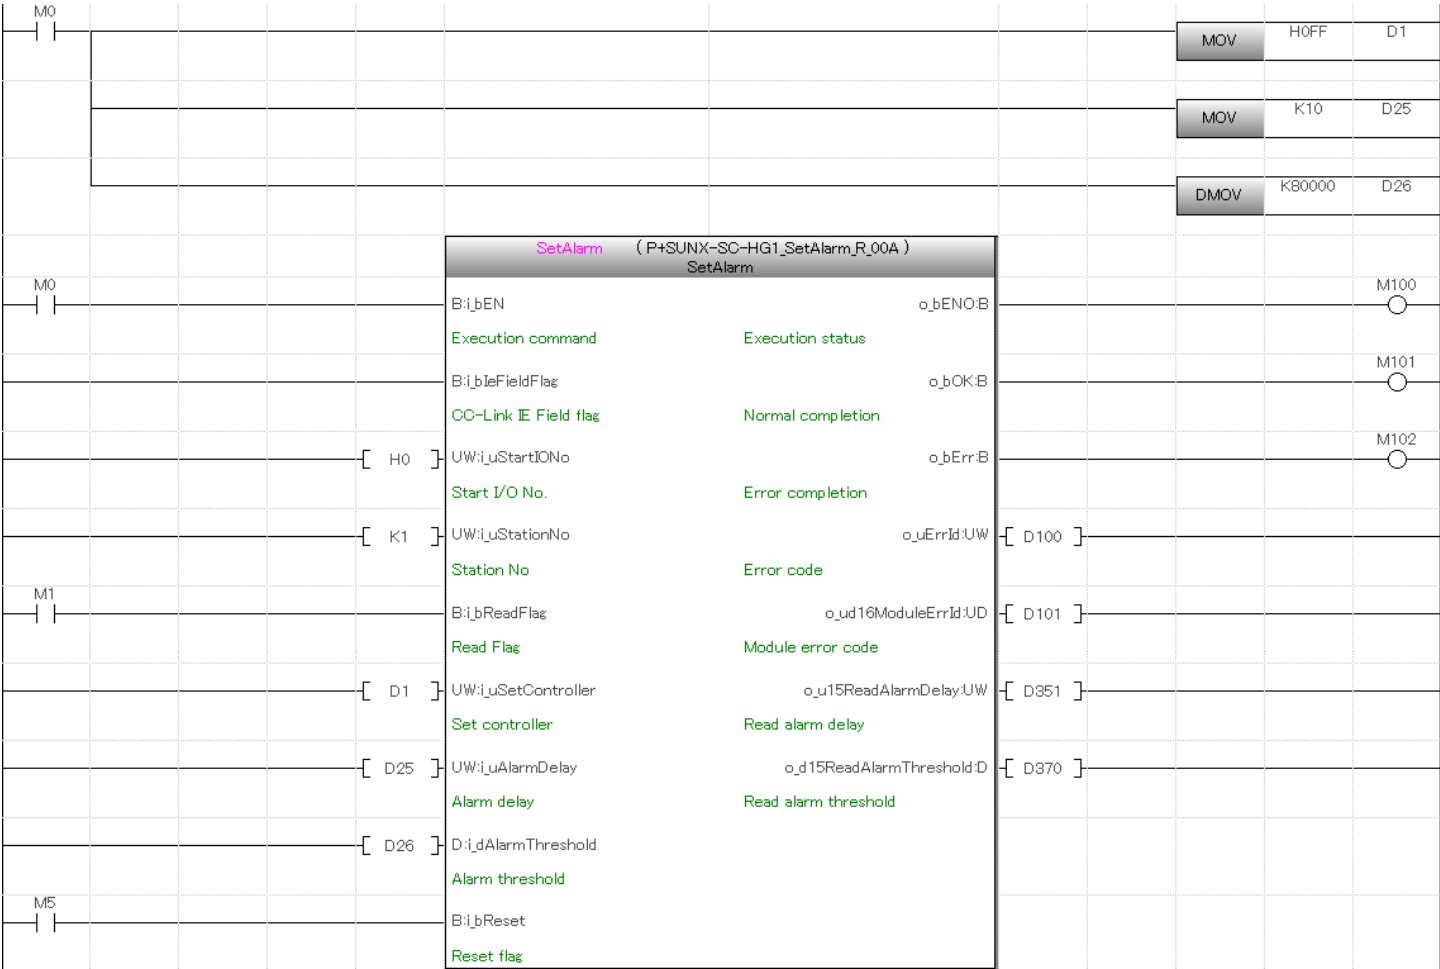 M0
MOV H0FF D1
MOV K10 D25
DMOV K80000 D26
SetAlarm (P+SUNX-SC-HG1_SetAlarm_R_00A)
SetAlarm
M0 B:i_bEN o_bENO:B M100
Execution command Execution status
B:i_bIeFieldFlag o_bOK:B M101
CC-Link IE Field flag Normal completion
H0 UW:i_uStartIONo o_bErr:B M102
Start I/O No. Error completion
K1 UW:i_uStationNo o_uErrId:UW D100
Station No Error code
M1 B:i_bReadFlag o_ud16ModuleErrId:UD D101
Read Flag Module error code
D1 UW:i_uSetController o_u15ReadAlarmDelay:UW D351
Set controller Read alarm delay
D25 UW:i_uAlarmDelay o_d15ReadAlarmThreshold:D D370
Alarm delay Read alarm threshold
D26 D:i_dAlarmThreshold
Alarm threshold
M5 B:i_bReset
Reset flag